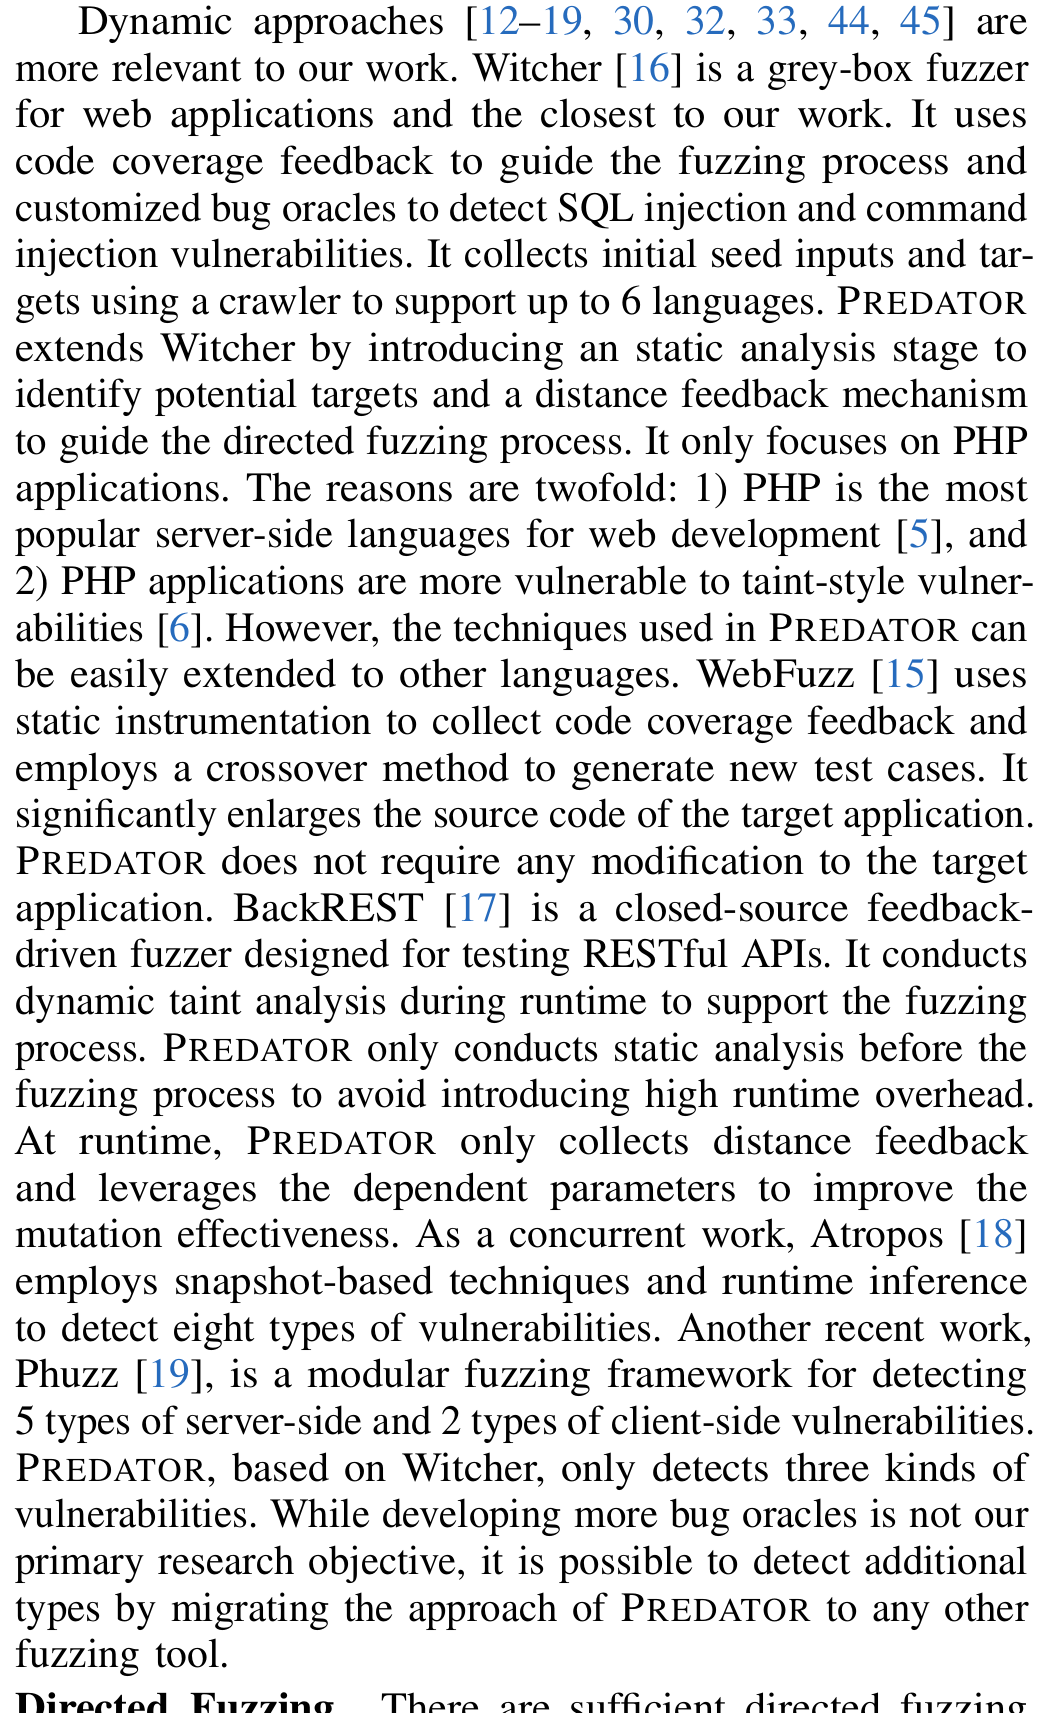 Dynamic approaches [12–19, 30, 32, 33, 44, 45] are
more relevant to our work. Witcher [16] is a grey-box fuzzer
for web applications and the closest to our work. It uses
code coverage feedback to guide the fuzzing process and
customized bug oracles to detect SQL injection and command
injection vulnerabilities. It collects initial seed inputs and tar-
gets using a crawler to support up to 6 languages. PREDATOR
extends Witcher by introducing an static analysis stage to
identify potential targets and a distance feedback mechanism
to guide the directed fuzzing process. It only focuses on PHP
applications. The reasons are twofold: 1) PHP is the most
popular server-side languages for web development [5], and
2) PHP applications are more vulnerable to taint-style vulner-
abilities [6]. However, the techniques used in PREDATOR can
be easily extended to other languages. WebFuzz [15] uses
static instrumentation to collect code coverage feedback and
employs a crossover method to generate new test cases. It
significantly enlarges the source code of the target application.
PREDATOR does not require any modification to the target
application. BackREST [17] is a closed-source feedback-
driven fuzzer designed for testing RESTful APIs. It conducts
dynamic taint analysis during runtime to support the fuzzing
process. PREDATOR only conducts static analysis before the
fuzzing process to avoid introducing high runtime overhead.
At runtime, PREDATOR only collects distance feedback
and leverages the dependent parameters to improve the
mutation effectiveness. As a concurrent work, Atropos [18]
employs snapshot-based techniques and runtime inference
to detect eight types of vulnerabilities. Another recent work,
Phuzz [19], is a modular fuzzing framework for detecting
5 types of server-side and 2 types of client-side vulnerabilities.
PREDATOR, based on Witcher, only detects three kinds of
vulnerabilities. While developing more bug oracles is not our
primary research objective, it is possible to detect additional
types by migrating the approach of PREDATOR to any other
fuzzing tool.
Directed Fuzzing. There are sufficient directed fuzzing